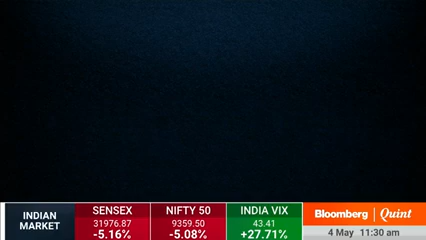 INDIAN
MARKET
SENSEX
31976.87
-5.16%
NIFTY 50
9359.50
-5.08%
INDIA VIX
43.41
+27.71%
Bloomberg | Quint
4 May 11:30 am